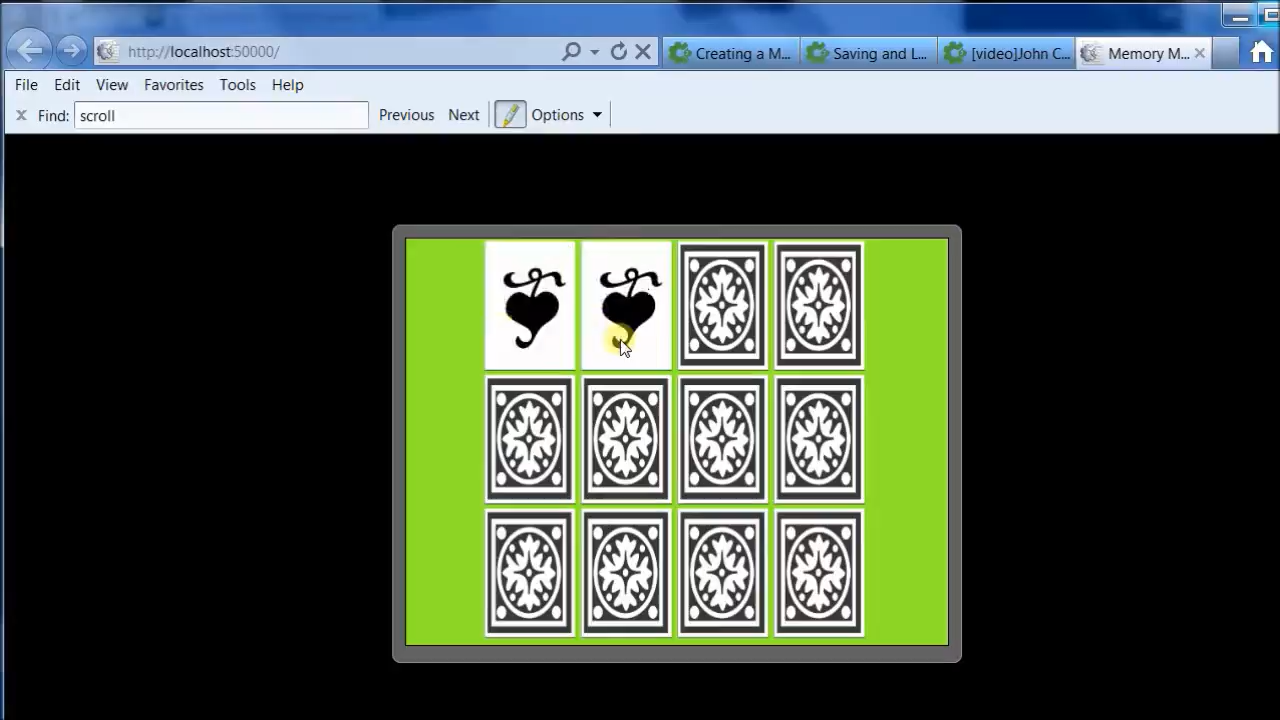 http://localhost:50000/
Creating a M...
Saving and L...
[video]John C...
Memory M...
File Edit View Favorites Tools Help
Find: scroll Previous Next Options